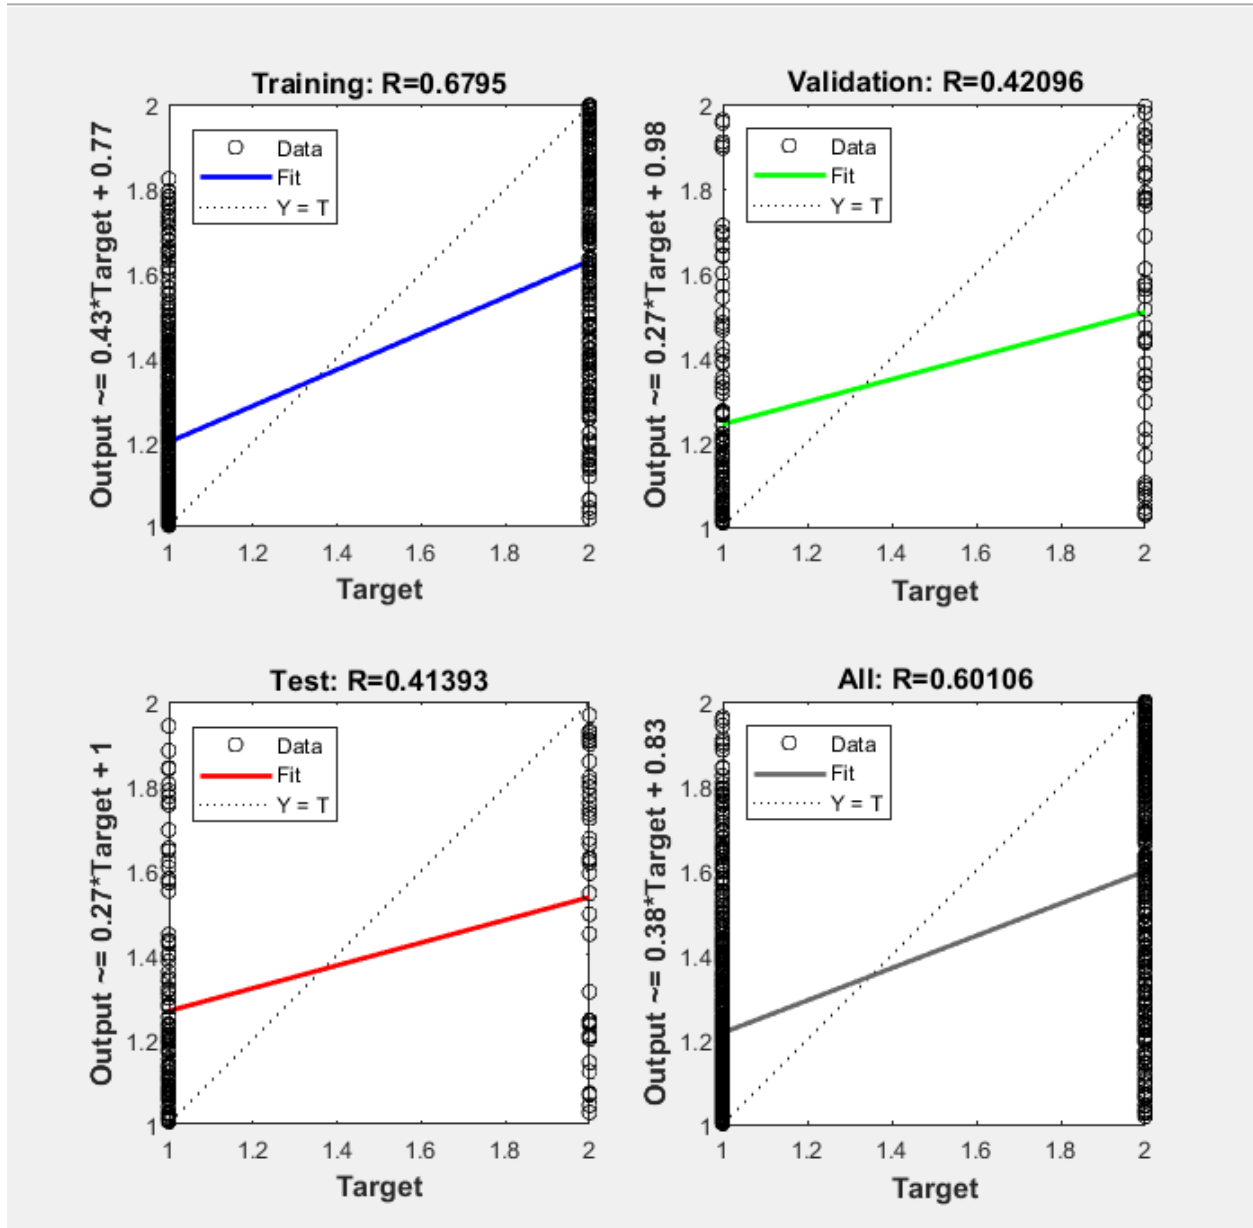 Training: R=0.6795
Output ~= 0.43*Target + 0.77
2
1.8
1.6
1.4
1.2
1
Data
Fit
Y = T
1 1.2 1.4 1.6 1.8 2
Target
Validation: R=0.42096
Output ~= 0.27*Target + 0.98
2
1.8
1.6
1.4
1.2
1
Data
Fit
Y = T
1 1.2 1.4 1.6 1.8 2
Target
Test: R=0.41393
Output ~= 0.27*Target + 1
2
1.8
1.6
1.4
1.2
1
Data
Fit
Y = T
1 1.2 1.4 1.6 1.8 2
Target
All: R=0.60106
Output ~= 0.38*Target + 0.83
2
1.8
1.6
1.4
1.2
1
Data
Fit
Y = T
1 1.2 1.4 1.6 1.8 2
Target